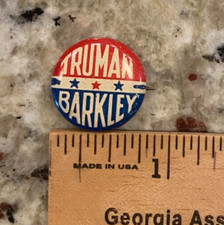 TRUMAN
BARKLEY
MADE IN USA
1
Georgia Ass